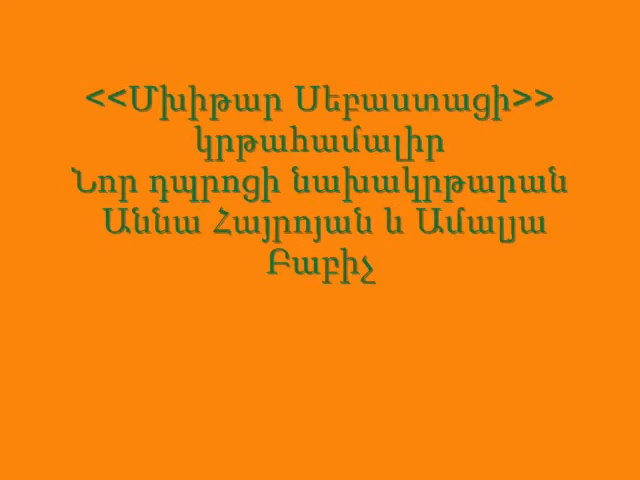 <<Մխիթար Սեբաստացի>>
կրթահամալիր
Նոր դպրոցի նախակրթարան
Աննա Հայրոյան և Ամալյա
Բաբիչ